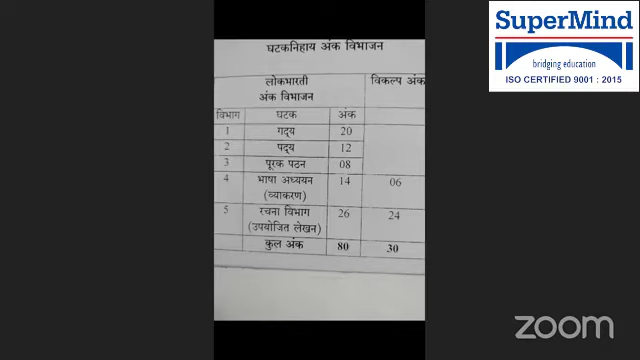 SuperMind
bridging education
ISO CERTIFIED 9001 : 2015
घटकनिहाय अंक विभाजन
लोकभारती विकल्प अंक
अंक विभाजन
विभाग घटक अंक
1 गद्य 20
2 पद्य 12
3 पूरक पठन 08
4 भाषा अध्ययन 14 06
(व्याकरण)
5 रचना विभाग 26 24
(उपयोजित लेखन)
कुल अंक 80 30
zoom